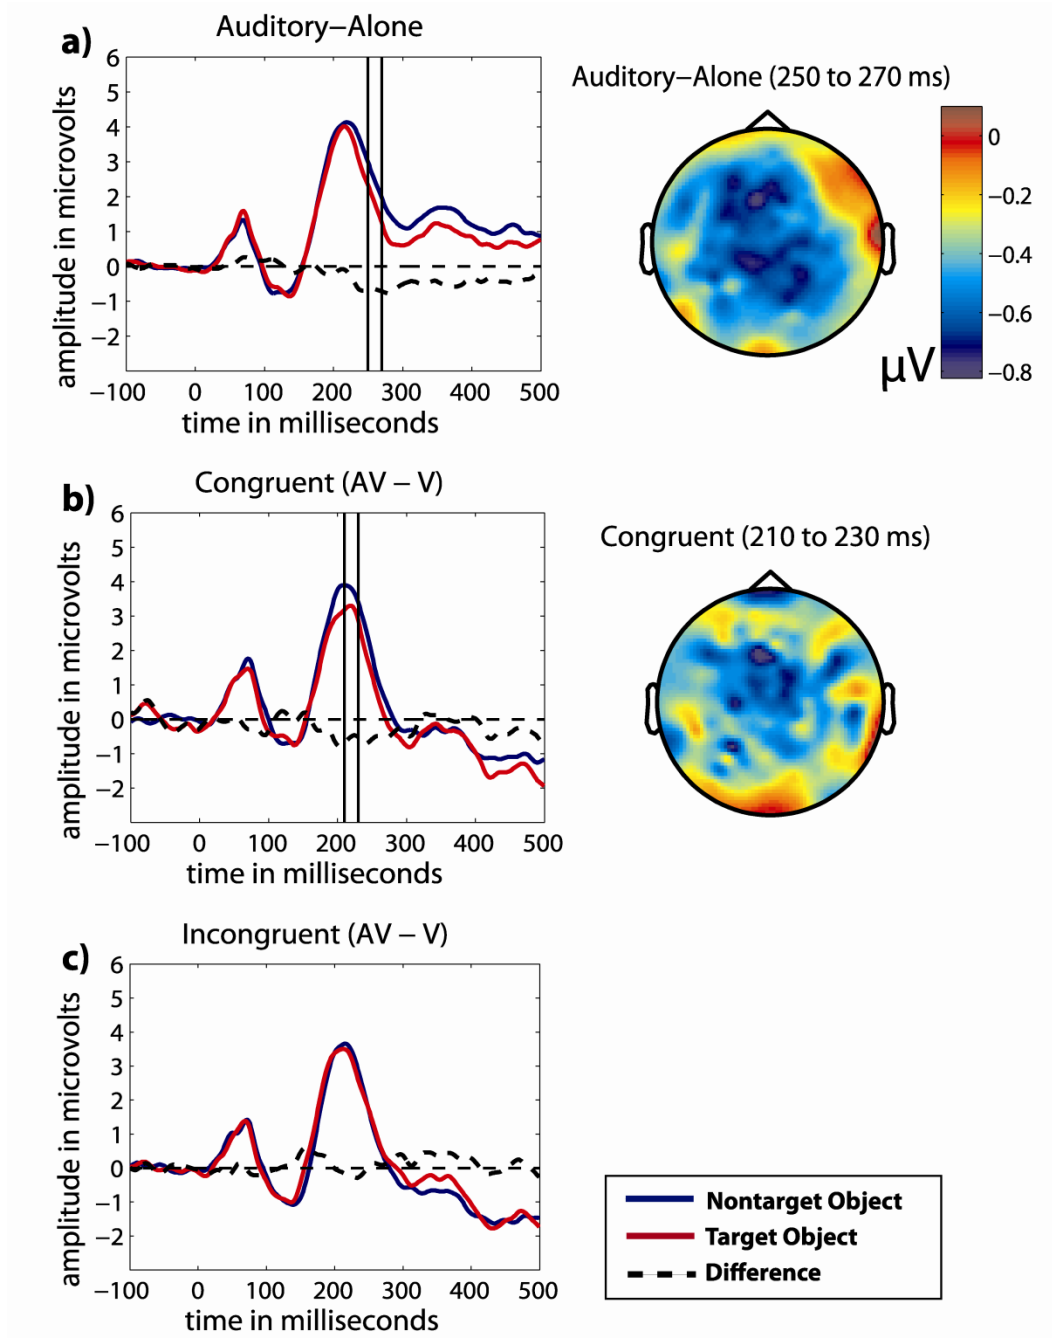 a)
Auditory−Alone
6
5
4
3
2
1
0
−1
−2
amplitude in microvolts
−100 0 100 200 300 400 500
time in milliseconds
Auditory−Alone (250 to 270 ms)
0
−0.2
−0.4
−0.6
−0.8
μV
b)
Congruent (AV − V)
6
5
4
3
2
1
0
−1
−2
amplitude in microvolts
−100 0 100 200 300 400 500
time in milliseconds
Congruent (210 to 230 ms)
c)
Incongruent (AV − V)
6
5
4
3
2
1
0
−1
−2
amplitude in microvolts
−100 0 100 200 300 400 500
time in milliseconds
Nontarget Object
Target Object
Difference